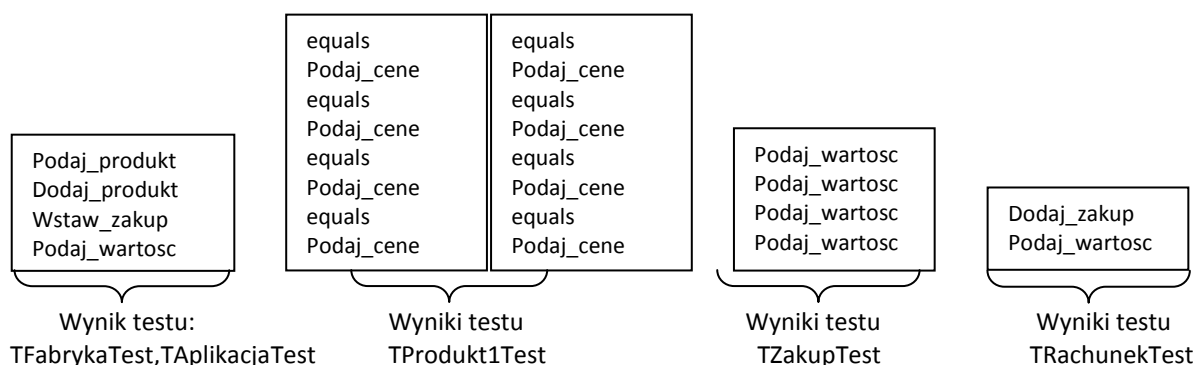 Podaj_produkt
Dodaj_produkt
Wstaw_zakup
Podaj_wartosc
Wynik testu:
TFabrykaTest,TAplikacjaTest
equals
Podaj_cene
equals
Podaj_cene
equals
Podaj_cene
equals
Podaj_cene
equals
Podaj_cene
equals
Podaj_cene
equals
Podaj_cene
equals
Podaj_cene
Wyniki testu
TProdukt1Test
Podaj_wartosc
Podaj_wartosc
Podaj_wartosc
Podaj_wartosc
Wyniki testu
TZakupTest
Dodaj_zakup
Podaj_wartosc
Wyniki testu
TRachunekTest